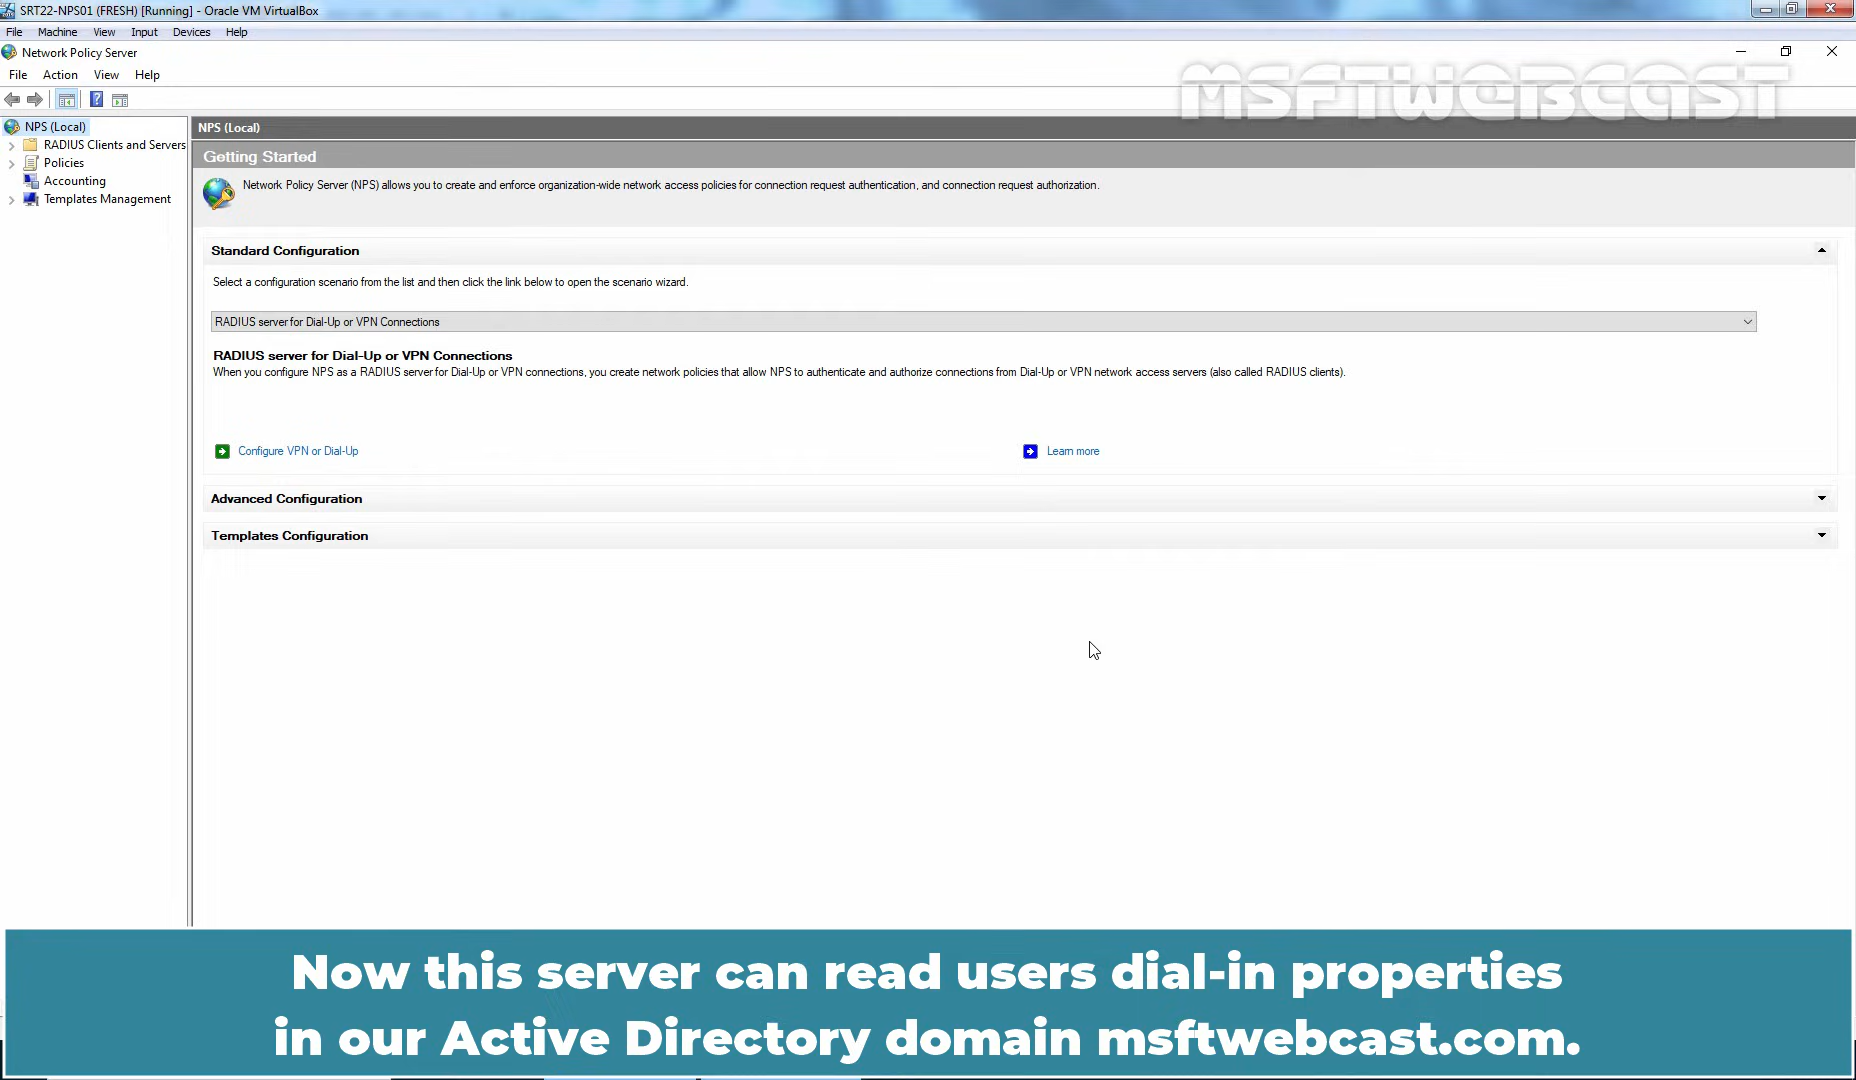 SRT22-NPS01 (FRESH) [Running] - Oracle VM VirtualBox
File Machine View Input Devices Help
Network Policy Server
File Action View Help
MSFTWEBCAST
NPS (Local)
RADIUS Clients and Servers
Policies
Accounting
Templates Management
NPS (Local)
Getting Started
Network Policy Server (NPS) allows you to create and enforce organization-wide network access policies for connection request authentication, and connection request authorization.
Standard Configuration
Select a configuration scenario from the list and then click the link below to open the scenario wizard.
RADIUS server for Dial-Up or VPN Connections
RADIUS server for Dial-Up or VPN Connections
When you configure NPS as a RADIUS server for Dial-Up or VPN connections, you create network policies that allow NPS to authenticate and authorize connections from Dial-Up or VPN network access servers (also called RADIUS clients).
Configure VPN or Dial-Up
Learn more
Advanced Configuration
Templates Configuration
Now this server can read users dial-in properties
in our Active Directory domain msftwebcast.com.